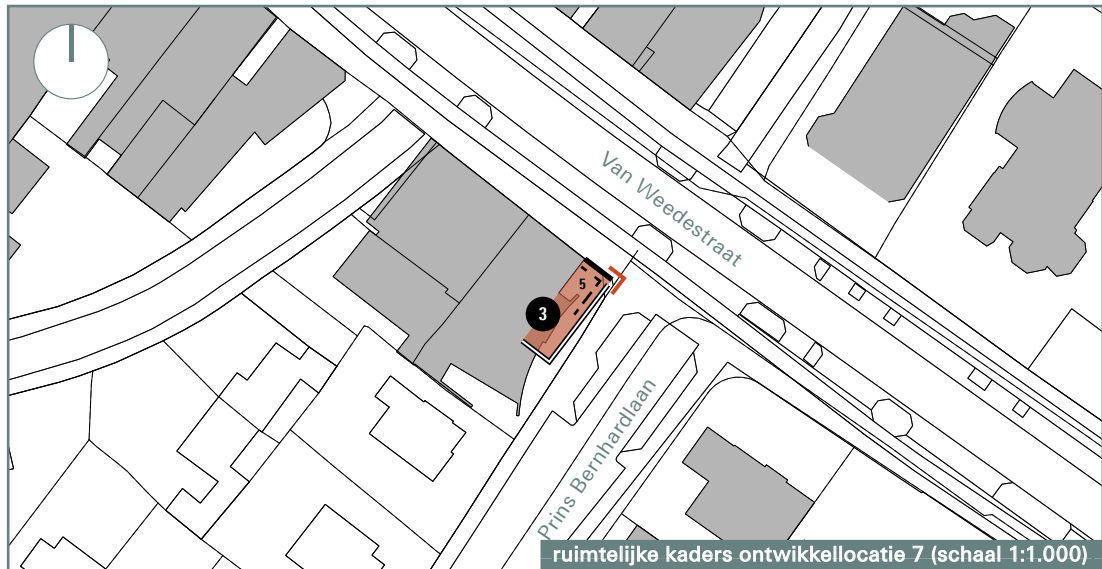 Van Weedestraat
5
3
Prins Bernhardlaan
ruimtelijke kaders ontwikkellocatie 7 (schaal 1:1.000)